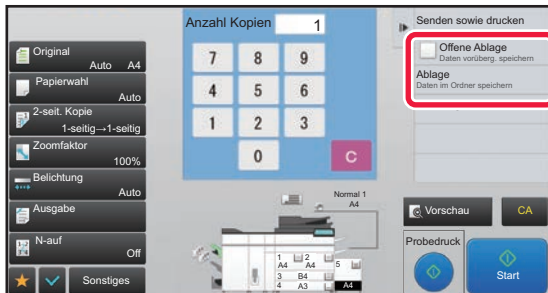 Anzahl Kopien 1
Senden sowie drucken
Offene Ablage
Daten vorüberg. speichern
Ablage
Daten im Ordner speichern
Original
Auto A4
Papierwahl
Auto
2-seit. Kopie
1-seitig→1-seitig
Zoomfaktor
100%
Belichtung
Auto
Ausgabe
N-auf
Off
Sonstiges
7 8 9
4 5 6
1 2 3
0 C
Normal 1
A4
1 A4 2 A4
3 B4
4 A3
5 A4
Vorschau
CA
Probedruck
Start